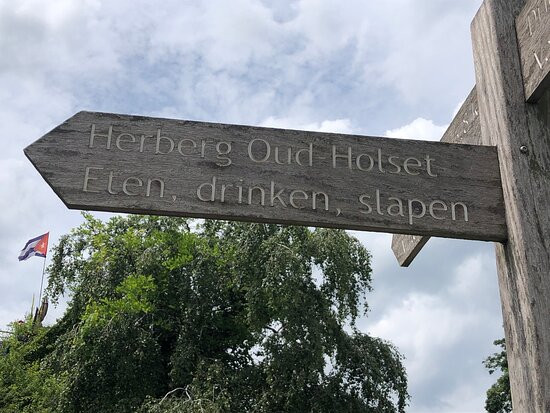 Herberg Oud Holset
Eten, drinken, slapen